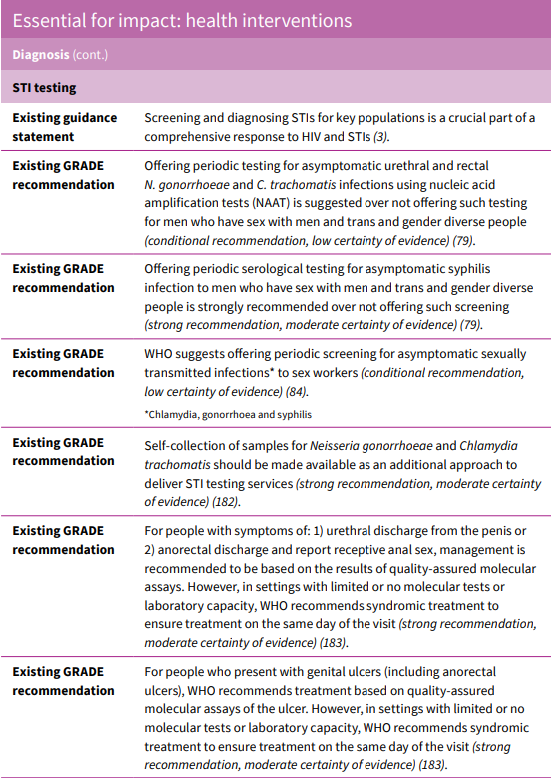 Essential for impact: health interventions
Diagnosis (cont.)
STI testing
Existing guidance
statement
Screening and diagnosing STIs for key populations is a crucial part of a
comprehensive response to HIV and STIs (3).
Existing GRADE
recommendation
Offering periodic testing for asymptomatic urethral and rectal
N. gonorrhoeae and C. trachomatis infections using nucleic acid
amplification tests (NAAT) is suggested over not offering such testing
for men who have sex with men and trans and gender diverse people
(conditional recommendation, low certainty of evidence) (79).
Existing GRADE
recommendation
Offering periodic serological testing for asymptomatic syphilis
infection to men who have sex with men and trans and gender diverse
people is strongly recommended over not offering such screening
(strong recommendation, moderate certainty of evidence) (79).
Existing GRADE
recommendation
WHO suggests offering periodic screening for asymptomatic sexually
transmitted infections* to sex workers (conditional recommendation,
low certainty of evidence) (84).
*Chlamydia, gonorrhoea and syphilis
Existing GRADE
recommendation
Self-collection of samples for Neisseria gonorrhoeae and Chlamydia
trachomatis should be made available as an additional approach to
deliver STI testing services (strong recommendation, moderate certainty
of evidence) (182).
Existing GRADE
recommendation
For people with symptoms of: 1) urethral discharge from the penis or
2) anorectal discharge and report receptive anal sex, management is
recommended to be based on the results of quality-assured molecular
assays. However, in settings with limited or no molecular tests or
laboratory capacity, WHO recommends syndromic treatment to
ensure treatment on the same day of the visit (strong recommendation,
moderate certainty of evidence) (183).
Existing GRADE
recommendation
For people who present with genital ulcers (including anorectal
ulcers), WHO recommends treatment based on quality-assured
molecular assays of the ulcer. However, in settings with limited or no
molecular tests or laboratory capacity, WHO recommends syndromic
treatment to ensure treatment on the same day of the visit (strong
recommendation, moderate certainty of evidence) (183).